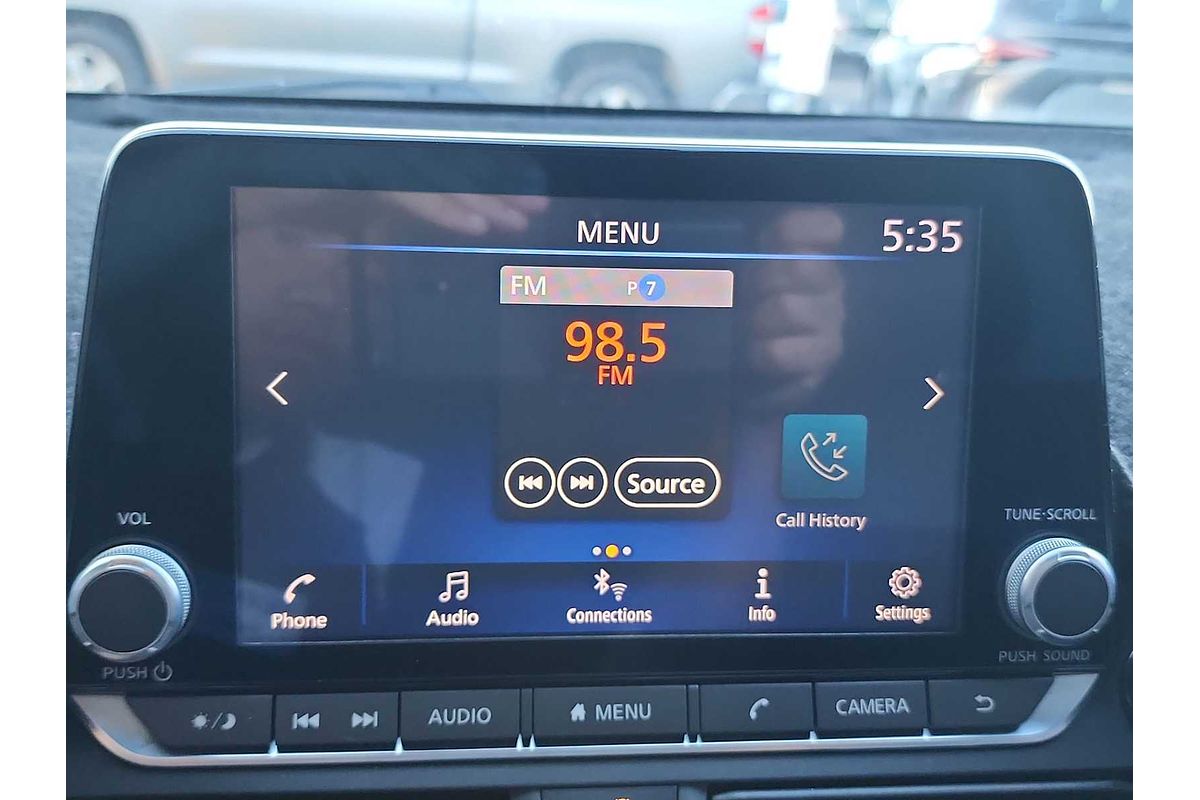 MENU
5:35
FM P 7
98.5
FM
Source
Call History
VOL
TUNE·SCROLL
Phone
Audio
Connections
Info
Settings
PUSH
PUSH SOUND
AUDIO
MENU
CAMERA